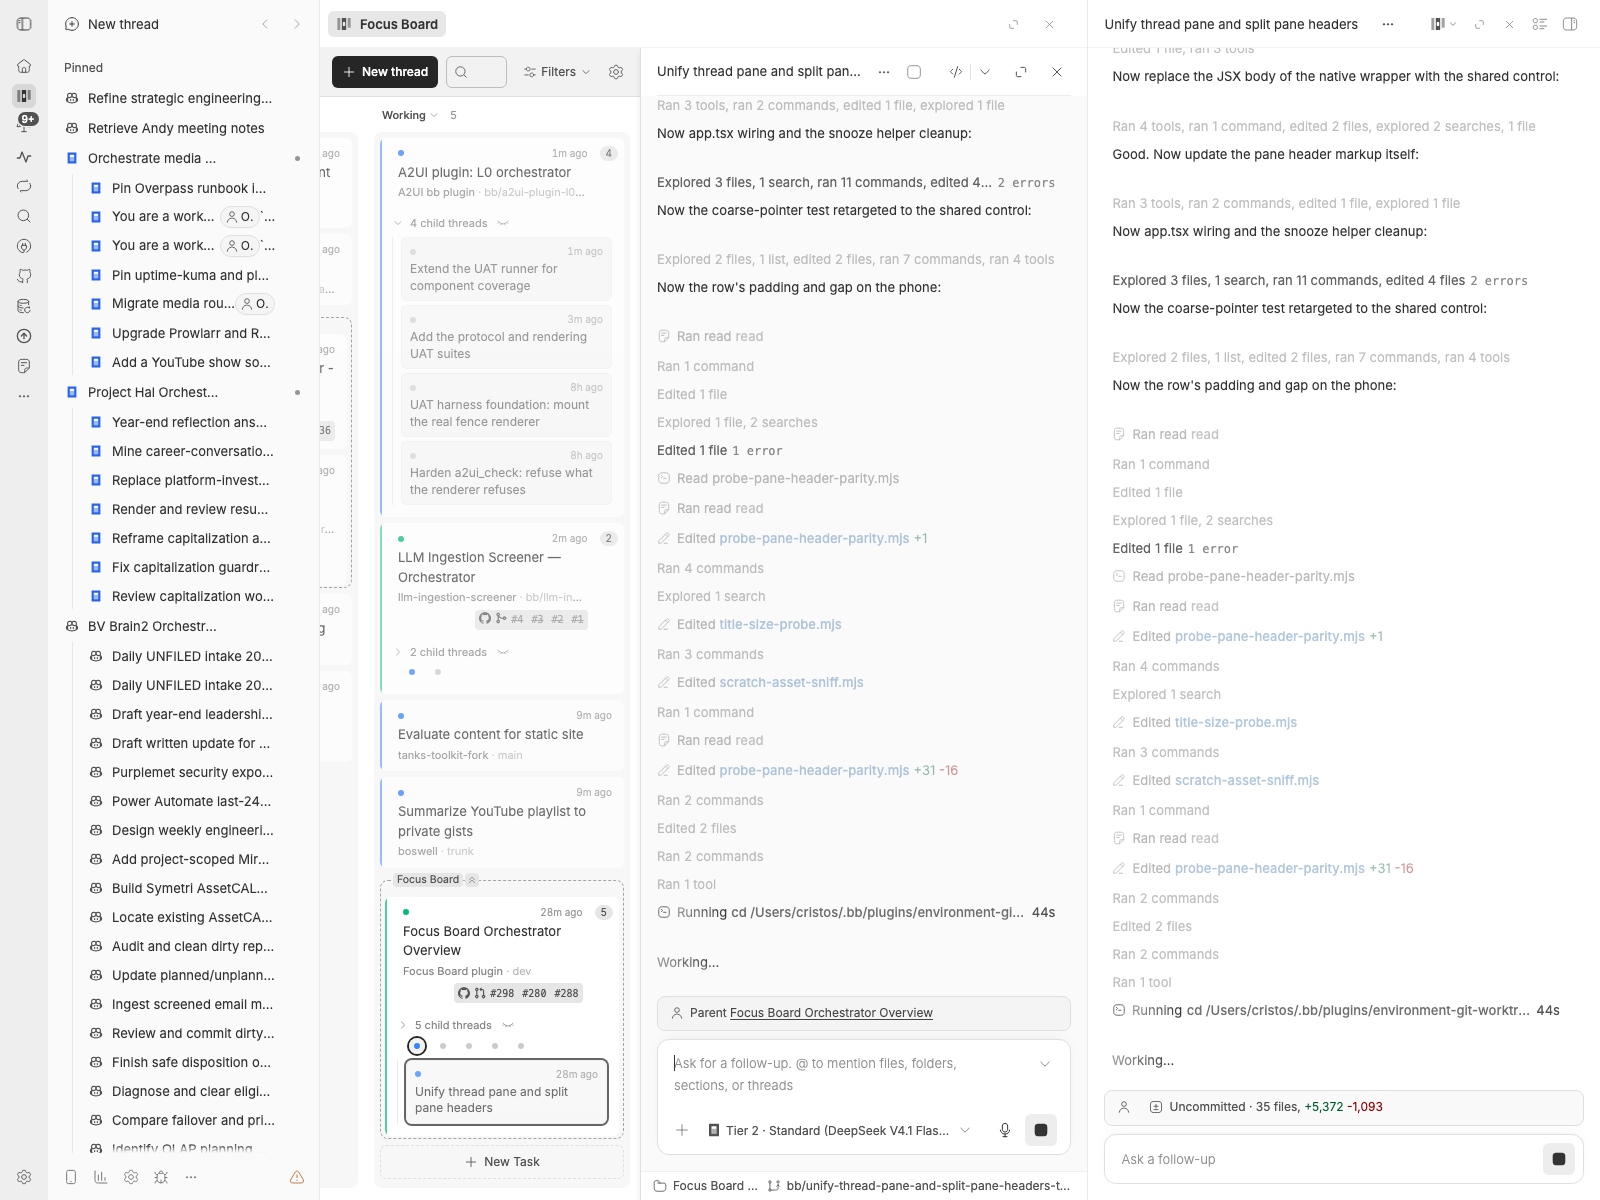 New thread
Pinned
Refine strategic engineering...
Retrieve Andy meeting notes
Orchestrate media ...
Pin Overpass runbook i...
You are a work... O. `...
You are a work... O. `...
Pin uptime-kuma and pl...
Migrate media rou... O.
Upgrade Prowlarr and R...
Add a YouTube show so...
Project Hal Orchest...
Year-end reflection ans...
Mine career-conversatio...
Replace platform-invest...
Render and review resu...
Reframe capitalization a...
Fix capitalization guardr...
Review capitalization wo...
BV Brain2 Orchestr...
Daily UNFILED intake 20...
Daily UNFILED intake 20...
Draft year-end leadershi...
Draft written update for ...
Purplemet security expo...
Power Automate last-24...
Design weekly engineeri...
Add project-scoped Mir...
Build Symetri AssetCAL...
Locate existing AssetCA...
Audit and clean dirty rep...
Update planned/unplann...
Ingest screened email m...
Review and commit dirty...
Finish safe disposition o...
Diagnose and clear eligi...
Compare failover and pri...
Identify OLAP planning
9+
Focus Board
New thread
Filters
Working 5
ago
nt
ago
a...
ago
r -
36
ago
r...
ago
g
ago
1m ago 4
A2UI plugin: L0 orchestrator
A2UI bb plugin · bb/a2ui-plugin-l0...
4 child threads
1m ago
Extend the UAT runner for
component coverage
3m ago
Add the protocol and rendering
UAT suites
8h ago
UAT harness foundation: mount
the real fence renderer
8h ago
Harden a2ui_check: refuse what
the renderer refuses
2m ago 2
LLM Ingestion Screener —
Orchestrator
llm-ingestion-screener · bb/llm-in...
#4 #3 #2 #1
2 child threads
9m ago
Evaluate content for static site
tanks-toolkit-fork · main
9m ago
Summarize YouTube playlist to
private gists
boswell · trunk
Focus Board
28m ago 5
Focus Board Orchestrator
Overview
Focus Board plugin · dev
#298 #280 #288
5 child threads
28m ago
Unify thread pane and split
pane headers
New Task
Unify thread pane and split pan...
Ran 3 tools, ran 2 commands, edited 1 file, explored 1 file
Now app.tsx wiring and the snooze helper cleanup:
Explored 3 files, 1 search, ran 11 commands, edited 4... 2 errors
Now the coarse-pointer test retargeted to the shared control:
Explored 2 files, 1 list, edited 2 files, ran 7 commands, ran 4 tools
Now the row's padding and gap on the phone:
Ran read read
Ran 1 command
Edited 1 file
Explored 1 file, 2 searches
Edited 1 file 1 error
Read probe-pane-header-parity.mjs
Ran read read
Edited probe-pane-header-parity.mjs +1
Ran 4 commands
Explored 1 search
Edited title-size-probe.mjs
Ran 3 commands
Edited scratch-asset-sniff.mjs
Ran 1 command
Ran read read
Edited probe-pane-header-parity.mjs +31 -16
Ran 2 commands
Edited 2 files
Ran 2 commands
Ran 1 tool
Running cd /Users/cristos/.bb/plugins/environment-gi... 44s
Working...
Parent Focus Board Orchestrator Overview
Ask for a follow-up. @ to mention files, folders,
sections, or threads
Tier 2 · Standard (DeepSeek V4.1 Flas...
Focus Board ... bb/unify-thread-pane-and-split-pane-headers-t...
Unify thread pane and split pane headers
Edited 1 file, ran 3 tools
Now replace the JSX body of the native wrapper with the shared control:
Ran 4 tools, ran 1 command, edited 2 files, explored 2 searches, 1 file
Good. Now update the pane header markup itself:
Ran 3 tools, ran 2 commands, edited 1 file, explored 1 file
Now app.tsx wiring and the snooze helper cleanup:
Explored 3 files, 1 search, ran 11 commands, edited 4 files 2 errors
Now the coarse-pointer test retargeted to the shared control:
Explored 2 files, 1 list, edited 2 files, ran 7 commands, ran 4 tools
Now the row's padding and gap on the phone:
Ran read read
Ran 1 command
Edited 1 file
Explored 1 file, 2 searches
Edited 1 file 1 error
Read probe-pane-header-parity.mjs
Ran read read
Edited probe-pane-header-parity.mjs +1
Ran 4 commands
Explored 1 search
Edited title-size-probe.mjs
Ran 3 commands
Edited scratch-asset-sniff.mjs
Ran 1 command
Ran read read
Edited probe-pane-header-parity.mjs +31 -16
Ran 2 commands
Edited 2 files
Ran 2 commands
Ran 1 tool
Running cd /Users/cristos/.bb/plugins/environment-git-worktr... 44s
Working...
Uncommitted · 35 files, +5,372 -1,093
Ask a follow-up